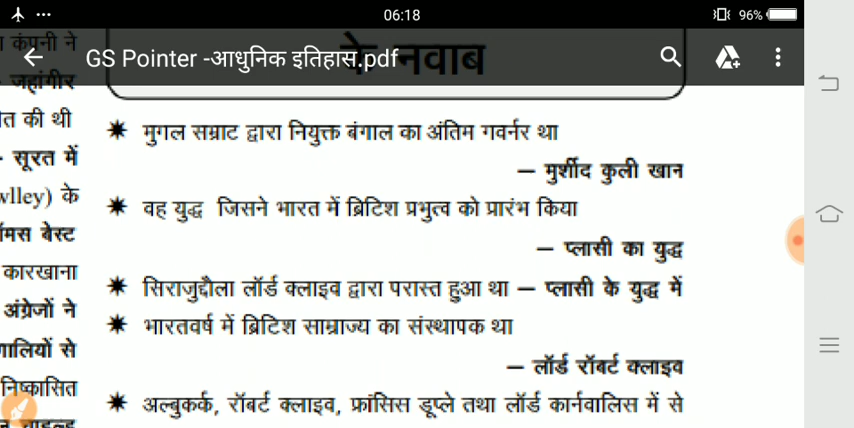 06:18
96%
कंपनी ने
GS Pointer -आधुनिक इतिहास.pdf
के नवाब
जहांगीर
त की थी
- सूरत में
wlley) के
मस बेस्ट
कारखाना
अंग्रेजों ने
गालियों से
निष्कासित
✷ मुगल सम्राट द्वारा नियुक्त बंगाल का अंतिम गवर्नर था
– मुर्शीद कुली खान
✷ वह युद्ध जिसने भारत में ब्रिटिश प्रभुत्व को प्रारंभ किया
– प्लासी का युद्ध
✷ सिराजुद्दौला लॉर्ड क्लाइव द्वारा परास्त हुआ था – प्लासी के युद्ध में
✷ भारतवर्ष में ब्रिटिश साम्राज्य का संस्थापक था
– लॉर्ड रॉबर्ट क्लाइव
✷ अल्बुकर्क, रॉबर्ट क्लाइव, फ्रांसिस डूप्ले तथा लॉर्ड कार्नवालिस में से